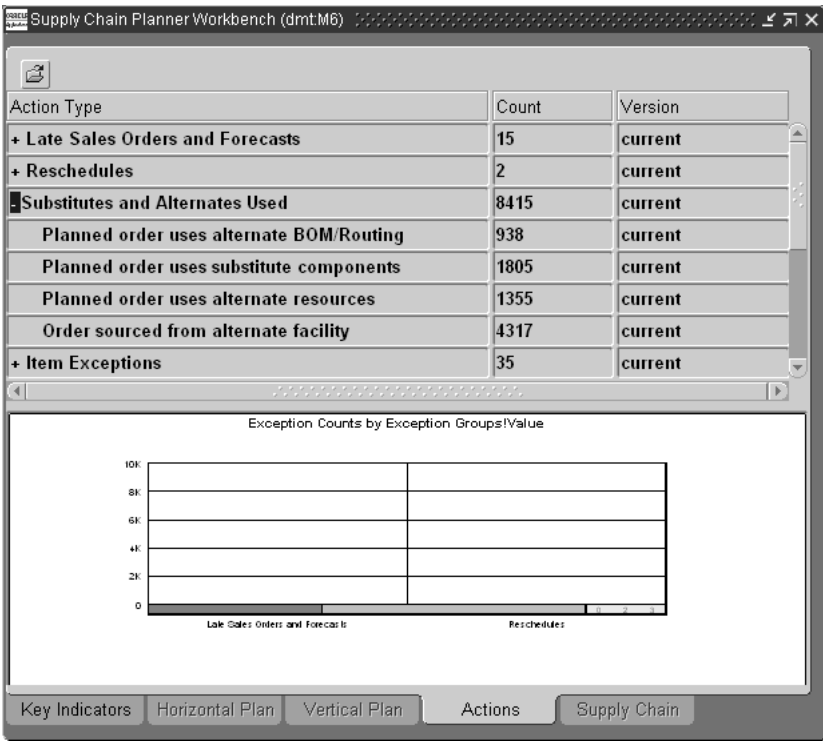 Supply Chain Planner Workbench (dmt:M6)
Action Type Count Version
+ Late Sales Orders and Forecasts 15 current
+ Reschedules 2 current
- Substitutes and Alternates Used 8415 current
Planned order uses alternate BOM/Routing 938 current
Planned order uses substitute components 1805 current
Planned order uses alternate resources 1355 current
Order sourced from alternate facility 4317 current
+ Item Exceptions 35 current
Exception Counts by Exception Groups!Value
10K
8K
6K
4K
2K
0
0 2 3
Late Sales Orders and Forecasts Reschedules
Key Indicators Horizontal Plan Vertical Plan Actions Supply Chain